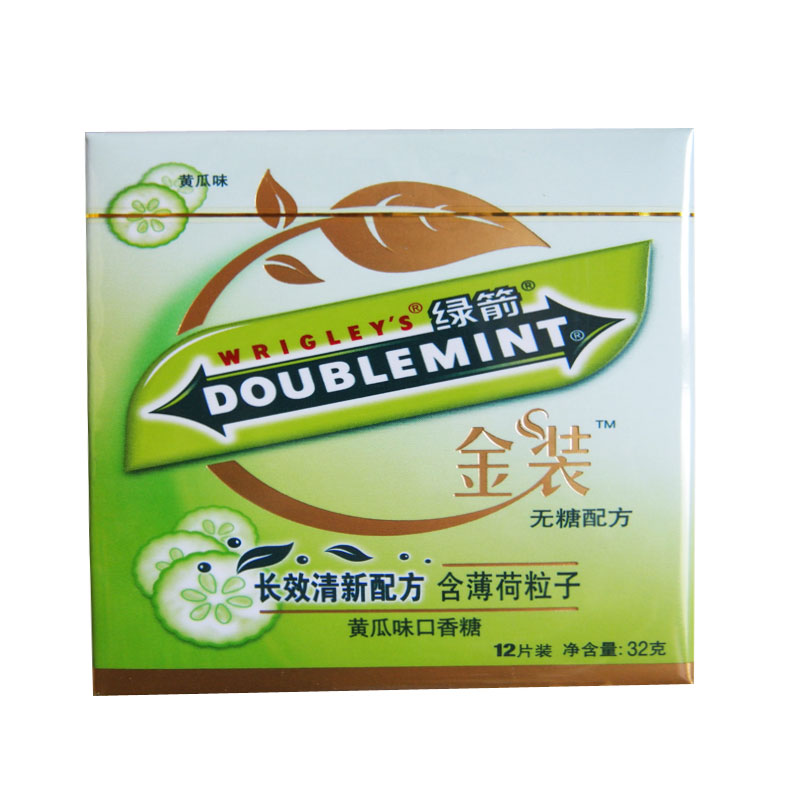 黄瓜味
WRIGLEY'S® 绿箭®
DOUBLEMINT®
金装™
无糖配方
长效清新配方 含薄荷粒子
黄瓜味口香糖
12片装 净含量:32克